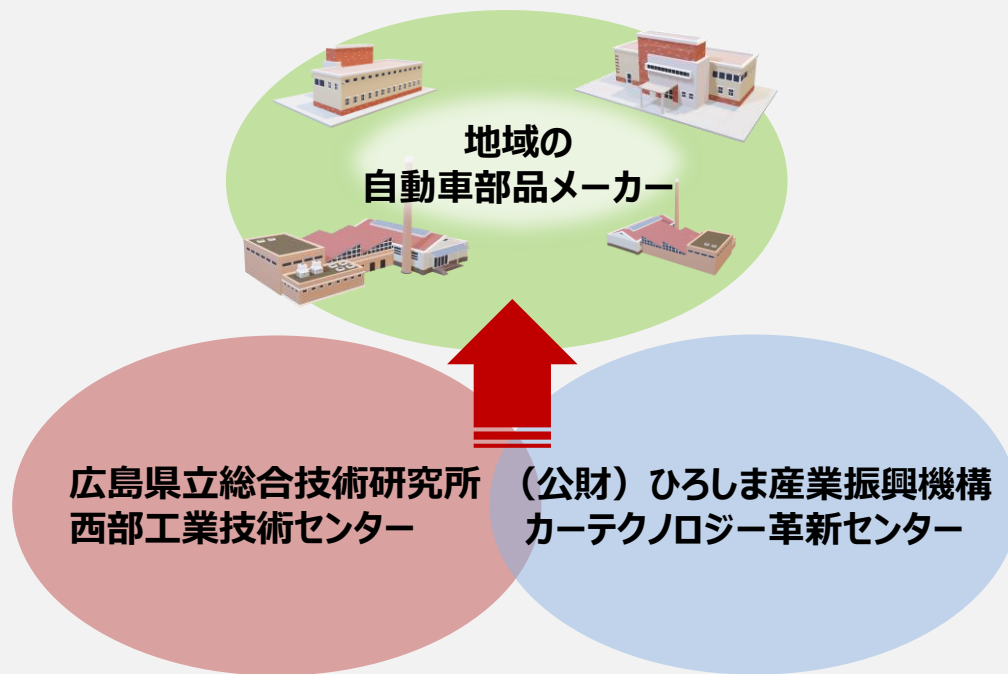 地域の
自動車部品メーカー
広島県立総合技術研究所
西部工業技術センター
（公財）ひろしま産業振興機構
カーテクノロジー革新センター